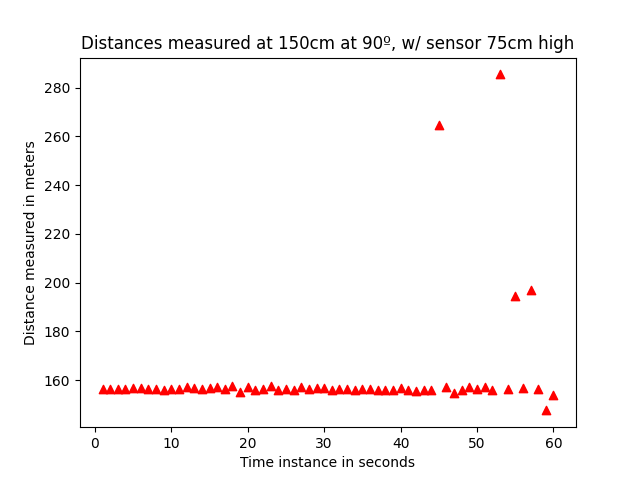 Distances measured at 150cm at 90º, w/ sensor 75cm high
280
260
240
220
200
180
160
Distance measured in meters
0 10 20 30 40 50 60
Time instance in seconds